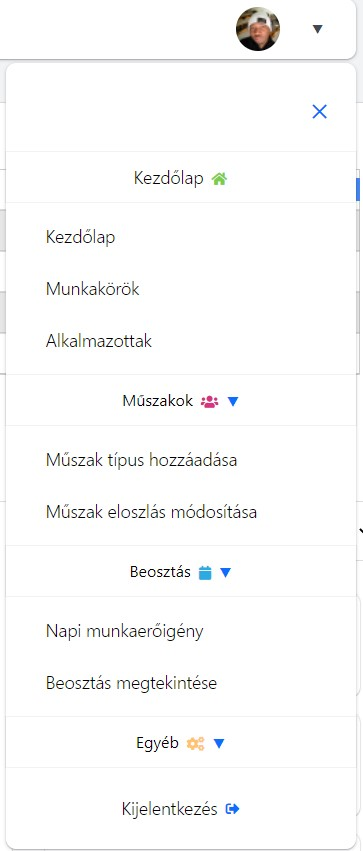 Kezdőlap
Kezdőlap
Munkakörök
Alkalmazottak
Műszakok
Műszak típus hozzáadása
Műszak eloszlás módosítása
Beosztás
Napi munkaerőigény
Beosztás megtekintése
Egyéb
Kijelentkezés